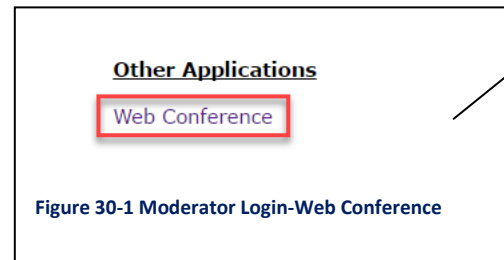 Other Applications
Web Conference
Figure 30-1 Moderator Login-Web Conference